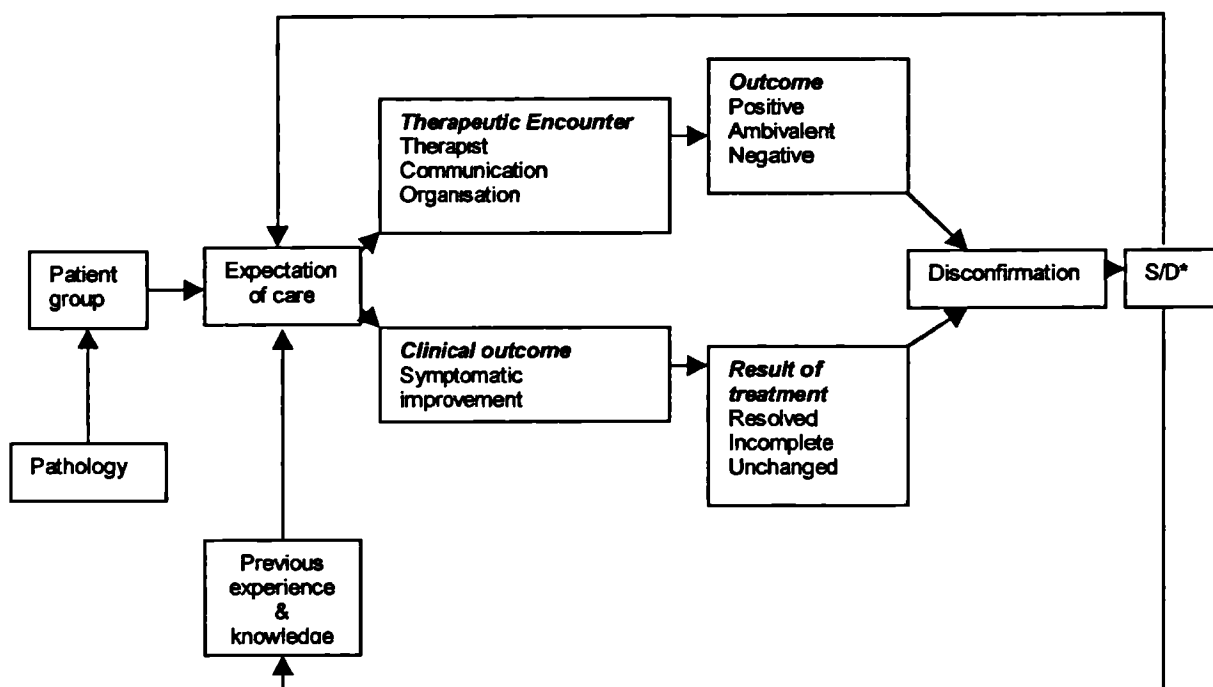 Outcome
Positive
Ambivalent
Negative
Therapeutic Encounter
Therapist
Communication
Organisation
Patient
group
Expectation
of care
Disconfirmation
S/D*
Clinical outcome
Symptomatic
improvement
Result of
treatment
Resolved
Incomplete
Unchanged
Pathology
Previous
experience
&
knowledge